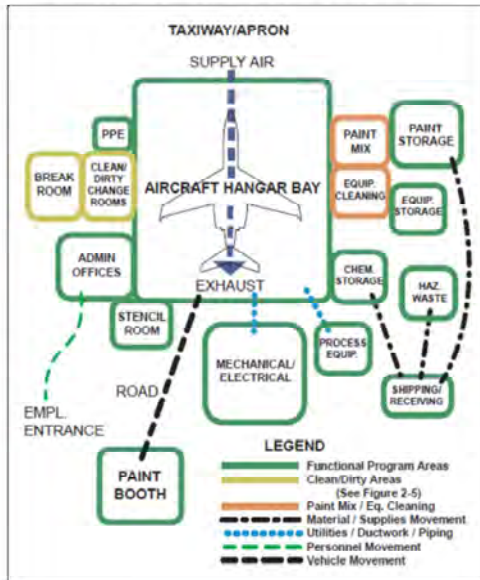 TAXIWAY/APRON
SUPPLY AIR
PPE
BREAK
ROOM
CLEAN/
DIRTY
CHANGE
ROOMS
AIRCRAFT HANGAR BAY
PAINT
MIX
PAINT
STORAGE
EQUIP.
CLEANING
EQUIP.
STORAGE
ADMIN
OFFICES
EXHAUST
CHEM.
STORAGE
HAZ.
WASTE
STENCIL
ROOM
MECHANICAL/
ELECTRICAL
PROCESS
EQUIP.
SHIPPING/
RECEIVING
ROAD
EMPL.
ENTRANCE
PAINT
BOOTH
LEGEND
Functional Program Areas
Clean/Dirty Areas
(See Figure 2-5)
Paint Mix / Eq. Cleaning
Material / Supplies Movement
Utilities / Ductwork / Piping
Personnel Movement
Vehicle Movement